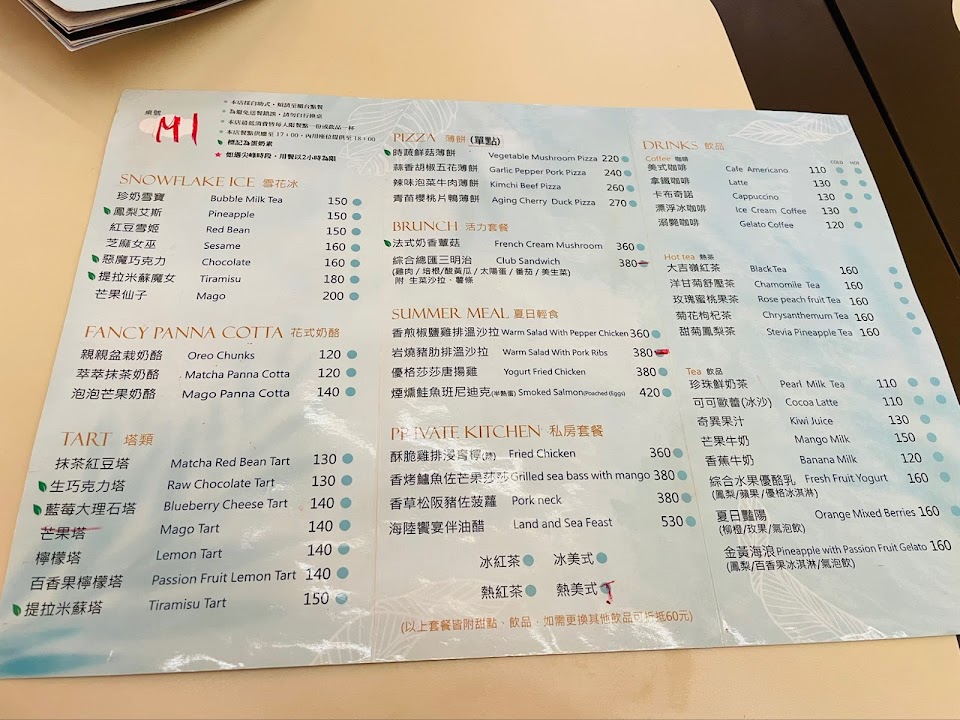 桌號
M1
本店採自助式，煩請至櫃台點餐
為避免送餐錯誤，請勿自行換桌
本店最低消費皆每人限餐點一份或飲品一杯
本店餐點供應至 17:00，內用座位提供至 18:00
標記為蛋奶素
★ 如遇尖峰時段，用餐以2小時為限
SNOWFLAKE ICE 雪花冰
珍奶雪寶 Bubble Milk Tea 150
鳳梨艾斯 Pineapple 150
紅豆雪姬 Red Bean 150
芝麻女巫 Sesame 160
惡魔巧克力 Chocolate 160
提拉米蘇魔女 Tiramisu 180
芒果仙子 Mago 200
FANCY PANNA COTTA 花式奶酪
親親盆栽奶酪 Oreo Chunks 120
萃萃抹茶奶酪 Matcha Panna Cotta 120
泡泡芒果奶酪 Mago Panna Cotta 140
TART 塔類
抹茶紅豆塔 Matcha Red Bean Tart 130
生巧克力塔 Raw Chocolate Tart 130
藍莓大理石塔 Blueberry Cheese Tart 140
芒果塔 Mago Tart 140
檸檬塔 Lemon Tart 140
百香果檸檬塔 Passion Fruit Lemon Tart 140
提拉米蘇塔 Tiramisu Tart 150
PIZZA 薄餅 (單點)
時蔬鮮菇薄餅 Vegetable Mushroom Pizza 220
蒜香胡椒五花薄餅 Garlic Pepper Pork Pizza 240
辣味泡菜牛肉薄餅 Kimchi Beef Pizza 260
青苗櫻桃片鴨薄餅 Aging Cherry Duck Pizza 270
BRUNCH 活力套餐
法式奶香蕈菇 French Cream Mushroom 360
綜合總匯三明治 Club Sandwich 380
(雞肉 / 培根/酸黃瓜 / 太陽蛋 / 番茄 / 美生菜)
附 生菜沙拉、薯條
SUMMER MEAL 夏日輕食
香煎椒鹽雞排溫沙拉 Warm Salad With Pepper Chicken 360
岩燒豬肋排溫沙拉 Warm Salad With Pork Ribs 380
優格莎莎唐揚雞 Yogurt Fried Chicken 380
煙燻鮭魚班尼迪克(半熟蛋) Smoked Salmon(Poached (Eggs) 420
PRIVATE KITCHEN 私房套餐
酥脆雞排浸青檸(辣) Fried Chicken 360
香烤鱸魚佐芒果莎莎 Grilled sea bass with mango 380
香草松阪豬佐菠蘿 Pork neck 380
海陸饗宴伴油醋 Land and Sea Feast 530
冰紅茶 冰美式
熱紅茶 熱美式
(以上套餐皆附甜點、飲品，如需更換其他飲品可折抵60元)
DRINKS 飲品
Coffee 咖啡 COLD HOT
美式咖啡 Cafe Americano 110
拿鐵咖啡 Latte 130
卡布奇諾 Cappuccino 130
漂浮冰咖啡 Ice Cream Coffee 130
溺斃咖啡 Gelato Coffee 120
Hot tea 熱茶
大吉嶺紅茶 Black Tea 160
洋甘菊舒壓茶 Chamomile Tea 160
玫瑰蜜桃果茶 Rose peach fruit Tea 160
菊花枸杞茶 Chrysanthemum Tea 160
甜菊鳳梨茶 Stevia Pineapple Tea 160
Tea 飲品
珍珠鮮奶茶 Pearl Milk Tea 110
可可歐蕾(冰沙) Cocoa Latte 110
奇異果汁 Kiwi Juice 130
芒果牛奶 Mango Milk 150
香蕉牛奶 Banana Milk 120
綜合水果優酪乳 Fresh Fruit Yogurt 160
(鳳梨/蘋果/優格冰淇淋)
夏日豔陽 Orange Mixed Berries 160
(柳橙/玫果/氣泡飲)
金黃海浪 Pineapple with Passion Fruit Gelato 160
(鳳梨/百香果冰淇淋/氣泡飲)